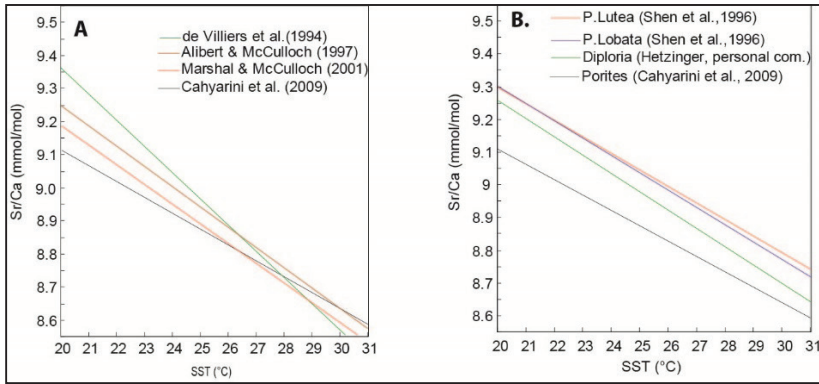 A
de Villiers et al.(1994)
Alibert & McCulloch (1997)
Marshal & McCulloch (2001)
Cahyarini et al. (2009)
9.5
9.4
9.3
9.2
9.1
9.0
8.9
8.8
8.7
8.6
Sr/Ca (mmol/mol)
20 21 22 23 24 25 26 27 28 29 30 31
SST (°C)
B.
P.Lutea (Shen et al.,1996)
P.Lobata (Shen et al.,1996)
Diploria (Hetzinger, personal com.)
Porites (Cahyarini et al., 2009)
9.5
9.4
9.3
9.2
9.1
9
8.9
8.8
8.7
8.6
Sr/Ca (mmol/mol)
20 21 22 23 24 25 26 27 28 29 30 31
SST (°C)